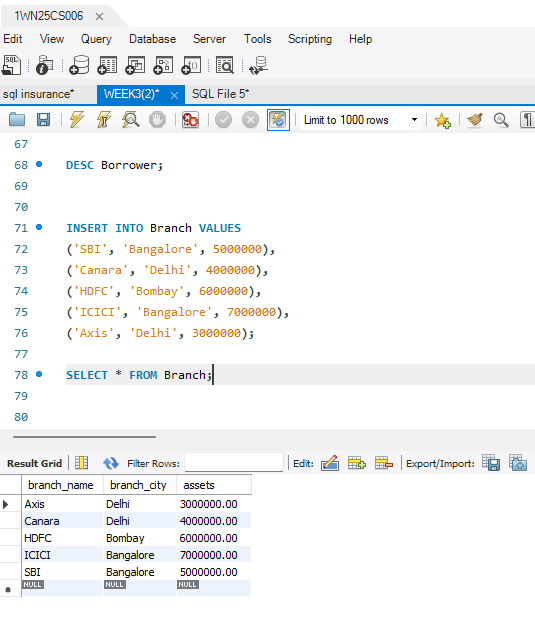 1WN25CS006 ×
Edit View Query Database Server Tools Scripting Help
sql insurance* WEEK3(2)* × SQL File 5*
Limit to 1000 rows
67
68 DESC Borrower;
69
70
71 INSERT INTO Branch VALUES
72 ('SBI', 'Bangalore', 5000000),
73 ('Canara', 'Delhi', 4000000),
74 ('HDFC', 'Bombay', 6000000),
75 ('ICICI', 'Bangalore', 7000000),
76 ('Axis', 'Delhi', 3000000);
77
78 SELECT * FROM Branch;
79
80
Result Grid Filter Rows: Edit: Export/Import:
branch_name branch_city assets
Axis Delhi 3000000.00
Canara Delhi 4000000.00
HDFC Bombay 6000000.00
ICICI Bangalore 7000000.00
SBI Bangalore 5000000.00
NULL NULL NULL